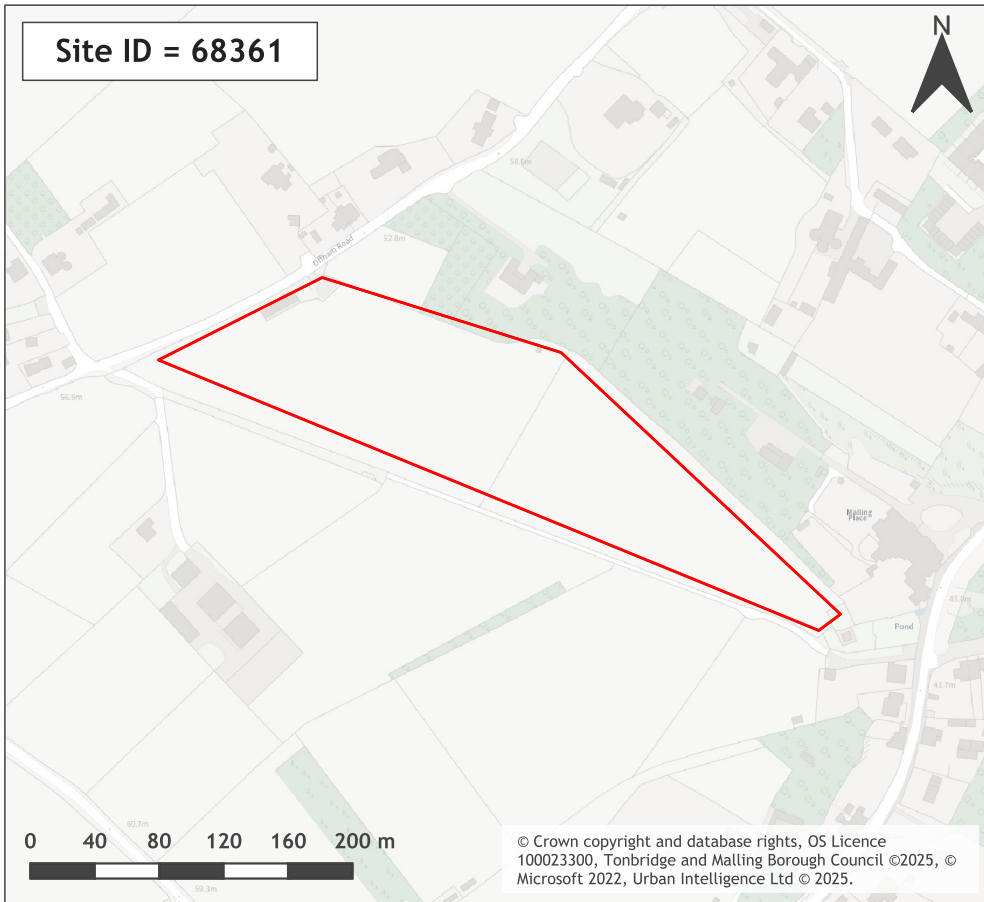 Site ID = 68361
N
58.0m
Offham Road
52.8m
56.9m
Malling
Place
43.0m
Pond
43.7m
60.7m
59.3m
0 40 80 120 160 200 m
© Crown copyright and database rights, OS Licence
100023300, Tonbridge and Malling Borough Council ©2025, ©
Microsoft 2022, Urban Intelligence Ltd © 2025.